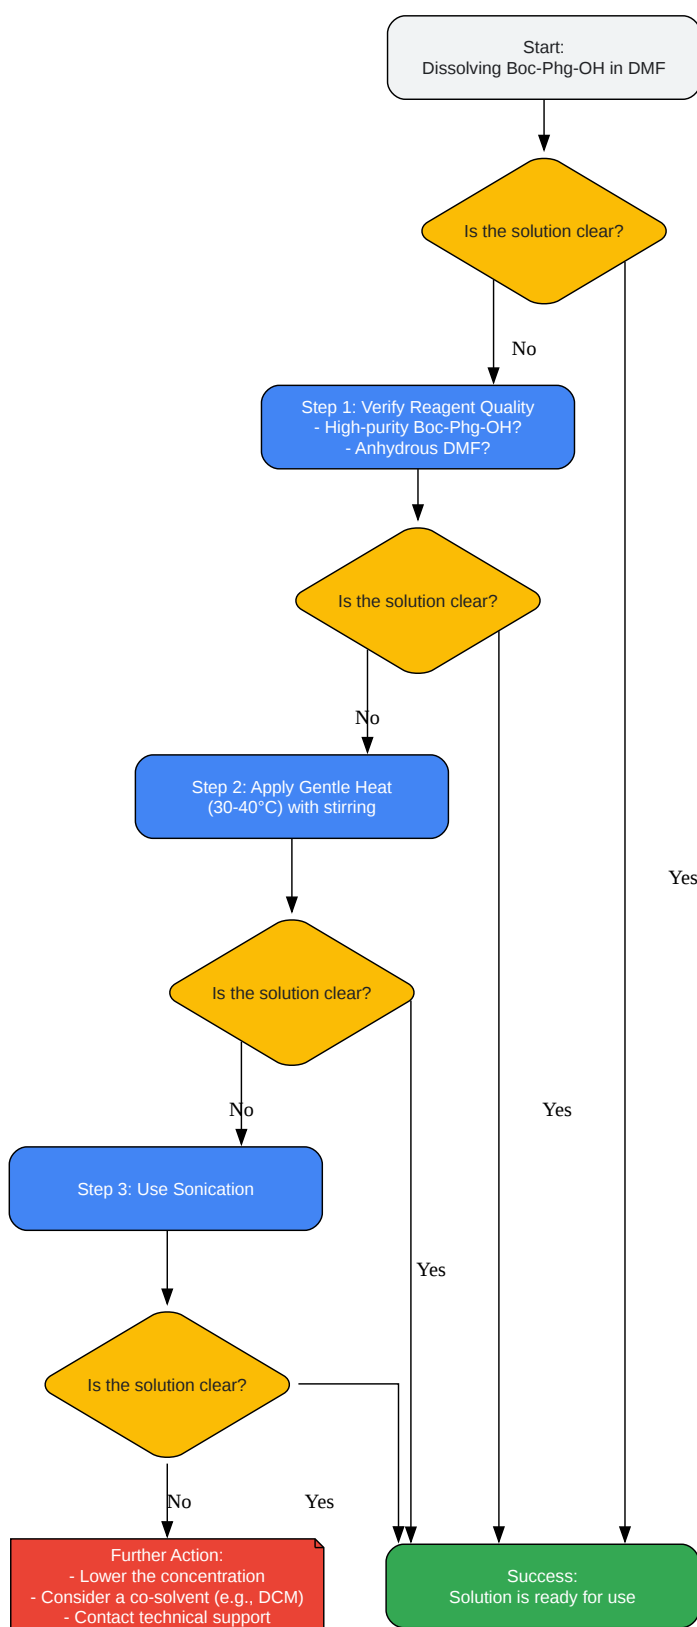 Start:
Dissolving Boc-Phg-OH in DMF
Is the solution clear?
No
Step 1: Verify Reagent Quality
- High-purity Boc-Phg-OH?
- Anhydrous DMF?
Is the solution clear?
No
Step 2: Apply Gentle Heat
(30-40°C) with stirring
Yes
Is the solution clear?
No
Yes
Step 3: Use Sonication
Yes
Is the solution clear?
No
Yes
Further Action:
- Lower the concentration
- Consider a co-solvent (e.g., DCM)
- Contact technical support
Success:
Solution is ready for use